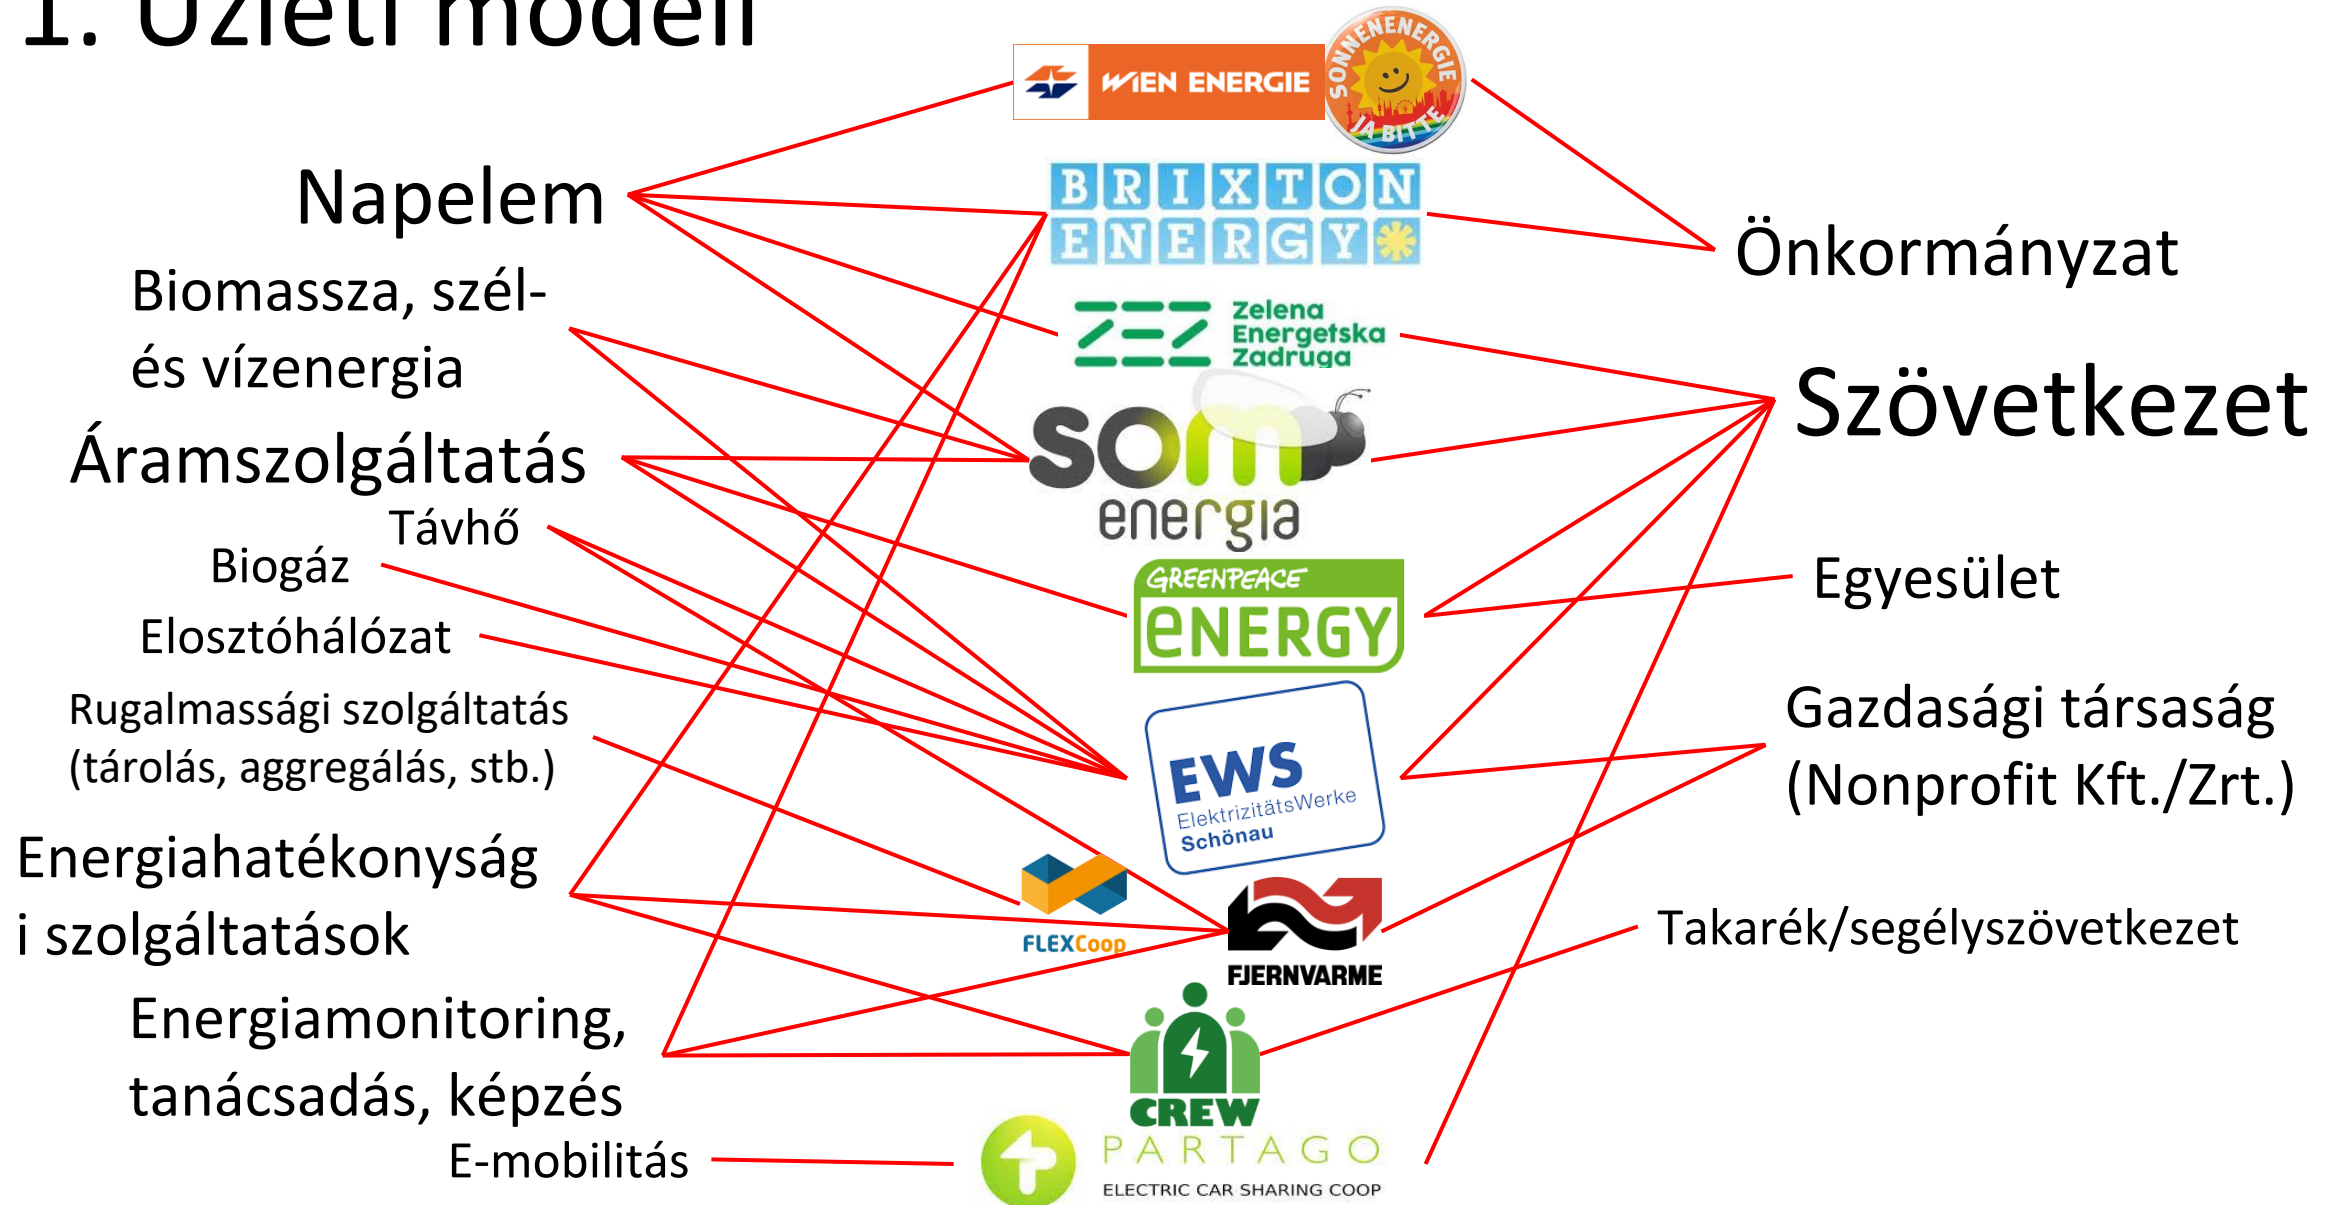 1. Üzleti modell
WIEN ENERGIE
SONNENENERGIE
JA BITTE
Napelem
BRIXTON
ENERGY
Önkormányzat
Biomassza, szél-
és vízenergia
Zelena
Energetska
Zadruga
Szövetkezet
Áramszolgáltatás
som
energia
Távhő
Biogáz
Elosztóhálózat
GREENPEACE
eNERGY
Egyesület
Rugalmassági szolgáltatás
(tárolás, aggregálás, stb.)
EWS
ElektrizitätsWerke
Schönau
Gazdasági társaság
(Nonprofit Kft./Zrt.)
Energiahatékonyság
i szolgáltatások
FLEXCoop
FJERNVARME
Takarék/segélyszövetkezet
Energiamonitoring,
tanácsadás, képzés
CREW
E-mobilitás
PARTAGO
ELECTRIC CAR SHARING COOP